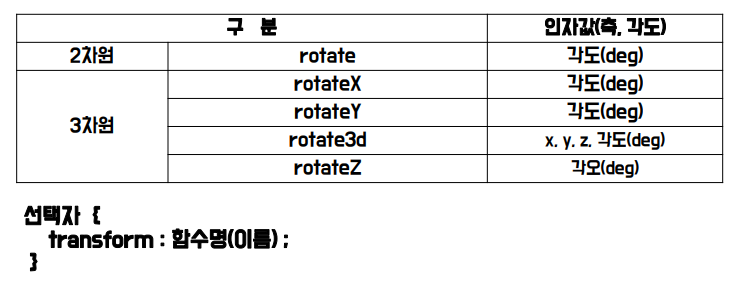 구 분 인자값(축, 각도)
2차원 rotate 각도(deg)
3차원 rotateX 각도(deg)
rotateY 각도(deg)
rotate3d x, y, z, 각도(deg)
rotateZ 각오(deg)
선택자 {
transform : 함수명(이름) ;
}